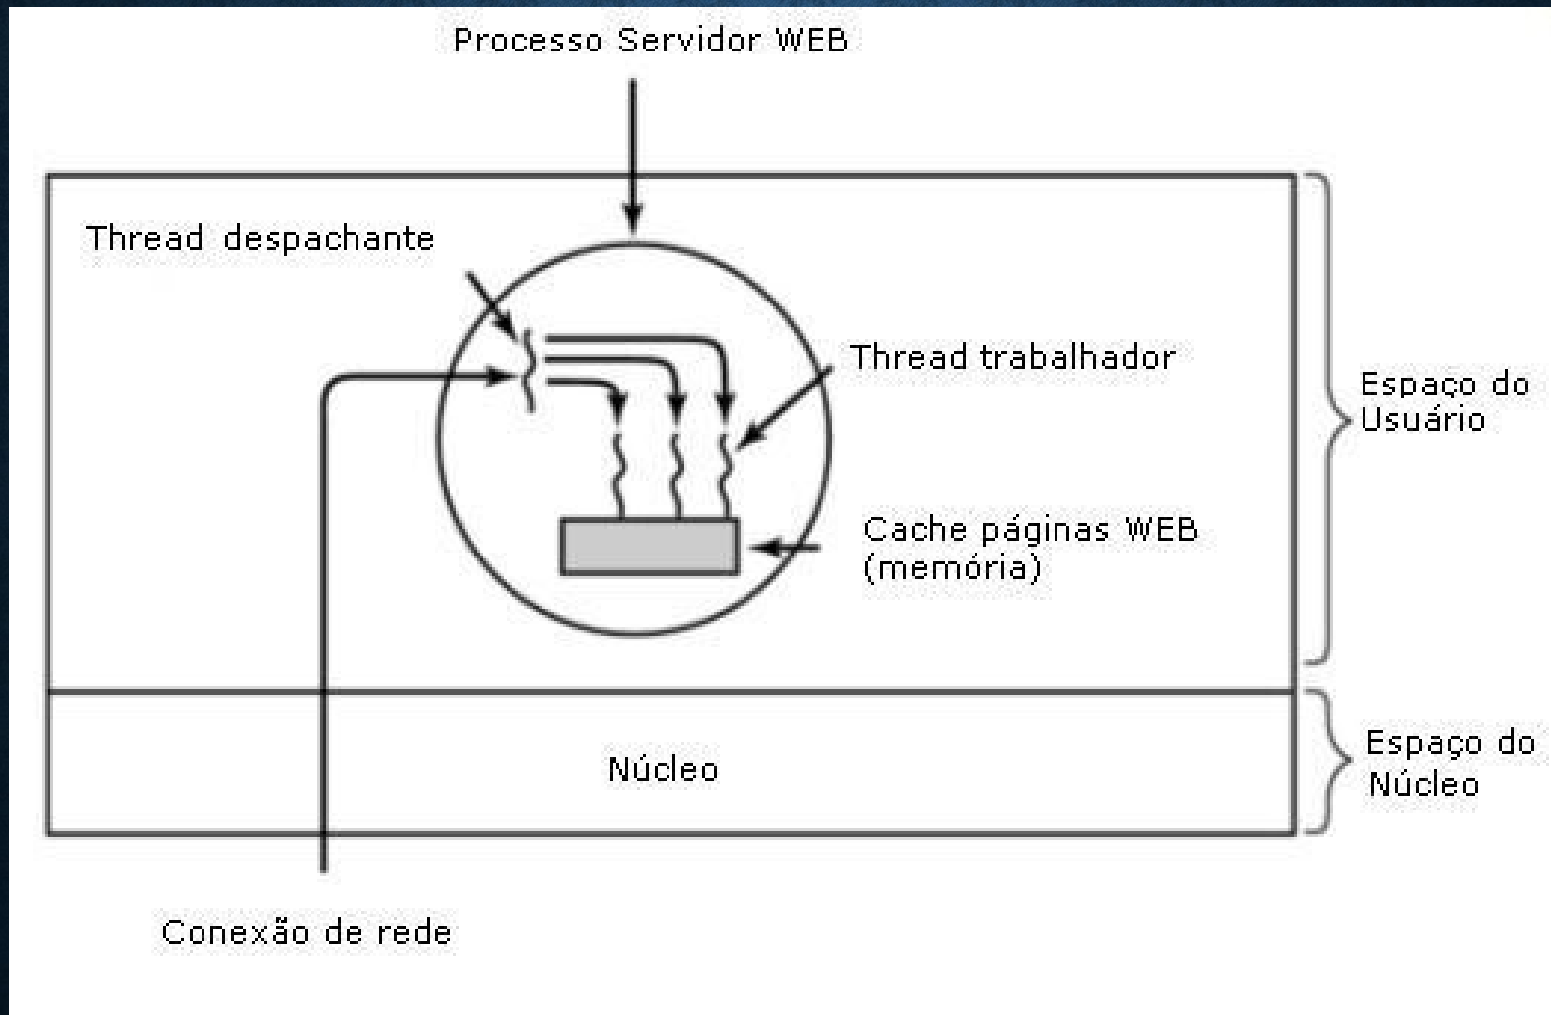 Processo Servidor WEB
Thread despachante
Thread trabalhador
Espaço do
Usuário
Cache páginas WEB
(memória)
Núcleo
Espaço do
Núcleo
Conexão de rede